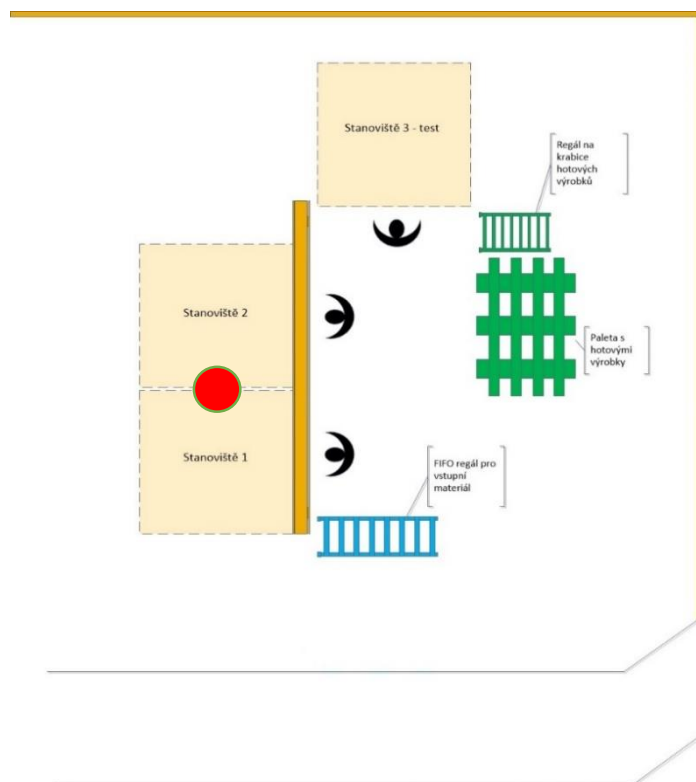 Stanoviště 3 - test
Regál na
krabice
hotových
výrobků
Stanoviště 2
Paleta s
hotovými
výrobky
Stanoviště 1
FIFO regál pro
vstupní
materiál